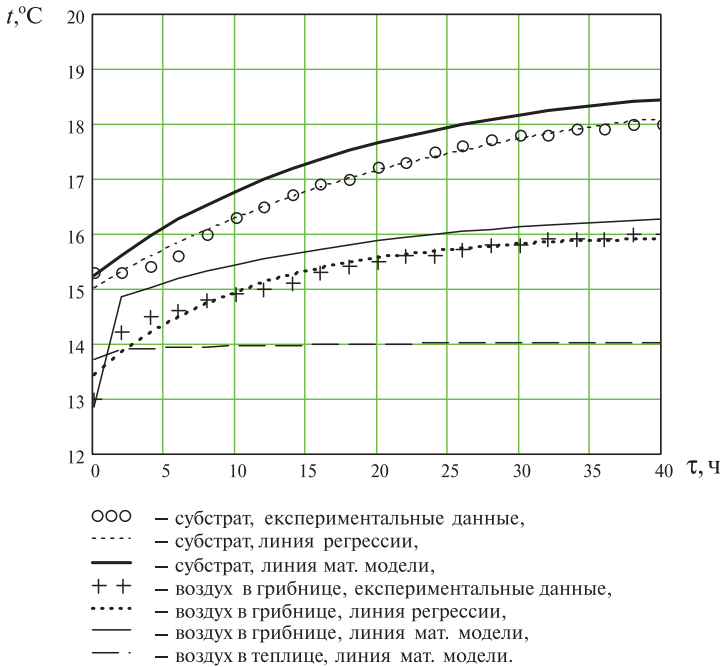 t,°C
20
19
18
17
16
15
14
13
12
0 5 10 15 20 25 30 35 40 τ, ч
— субстрат, експериментальные данные,
— субстрат, линия регрессии,
— субстрат, линия мат. модели,
— воздух в грибнице, експериментальные данные,
— воздух в грибнице, линия регрессии,
— воздух в грибнице, линия мат. модели,
— воздух в теплице, линия мат. модели.